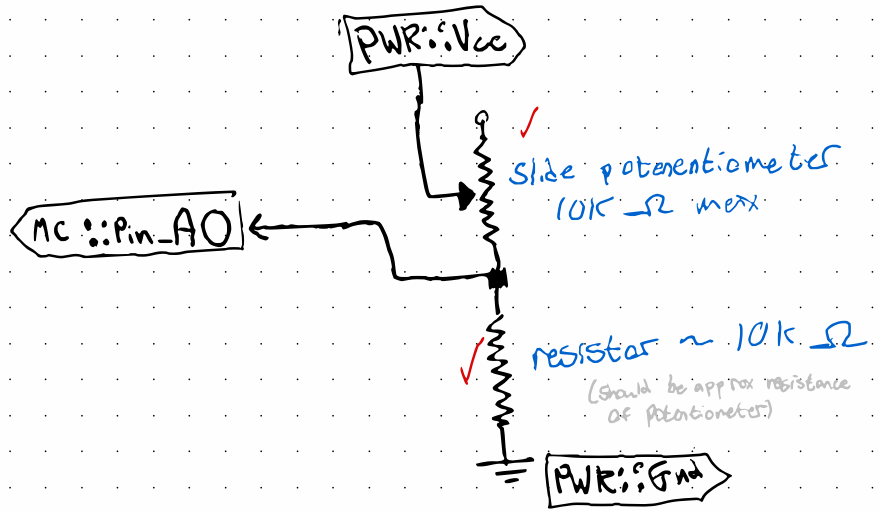 PWR::Vcc
Slide potenentiometer
10K Ω max
MC::Pin_A0
resistor ~ 10k Ω
(should be approx resistance
of potentiometer)
PWR::Gnd